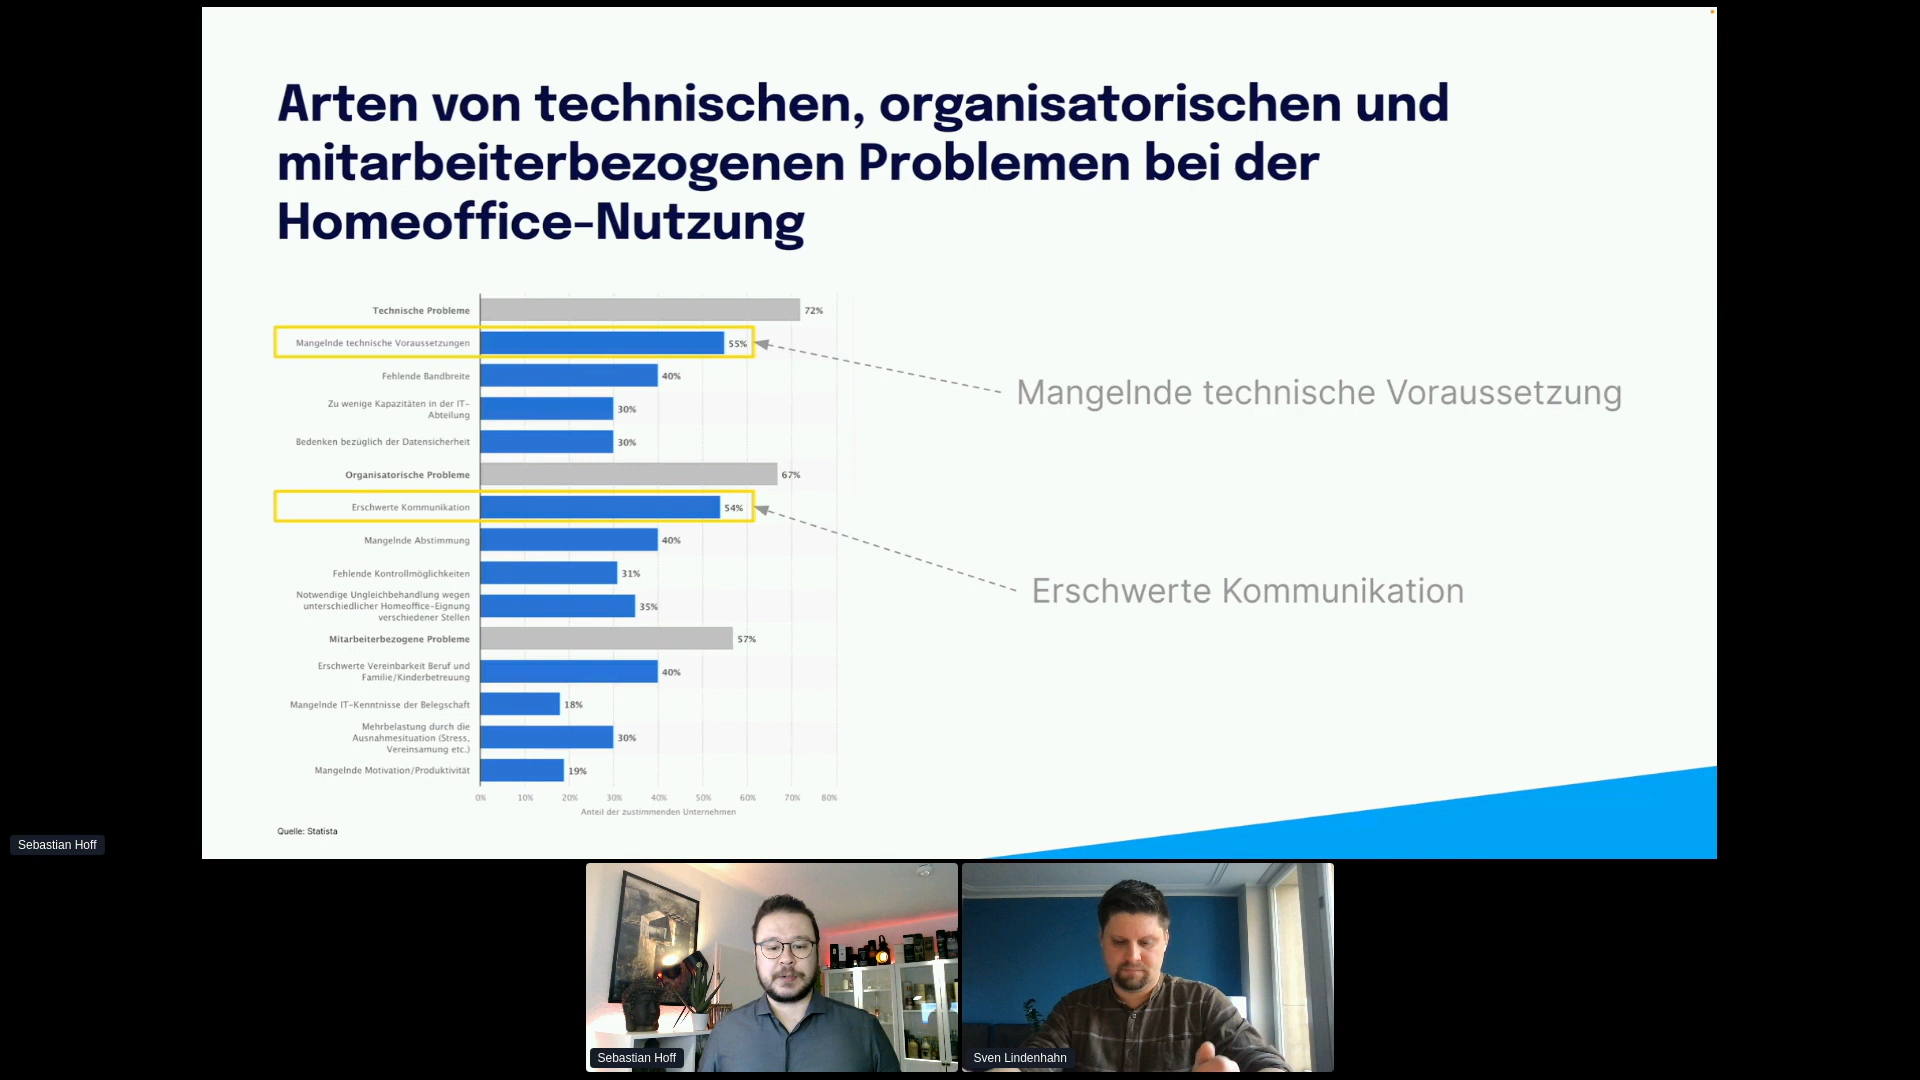 Arten von technischen, organisatorischen und
mitarbeiterbezogenen Problemen bei der
Homeoffice-Nutzung
Technische Probleme 72%
Mangelnde technische Voraussetzungen 55%
Fehlende Bandbreite 40%
Zu wenige Kapazitäten in der IT-
Abteilung 30%
Bedenken bezüglich der Datensicherheit 30%
Organisatorische Probleme 67%
Erschwerte Kommunikation 54%
Mangelnde Abstimmung 40%
Fehlende Kontrollmöglichkeiten 31%
Notwendige Ungleichbehandlung wegen
unterschiedlicher Homeoffice-Eignung
verschiedener Stellen 35%
Mitarbeiterbezogene Probleme 57%
Erschwerte Vereinbarkeit Beruf und
Familie/Kinderbetreuung 40%
Mangelnde IT-Kenntnisse der Belegschaft 18%
Mehrbelastung durch die
Ausnahmesituation (Stress,
Vereinsamung etc.) 30%
Mangelnde Motivation/Produktivität 19%
0% 10% 20% 30% 40% 50% 60% 70% 80%
Anteil der zustimmenden Unternehmen
Mangelnde technische Voraussetzung
Erschwerte Kommunikation
Quelle: Statista
Sebastian Hoff
Sebastian Hoff
Sven Lindenhahn